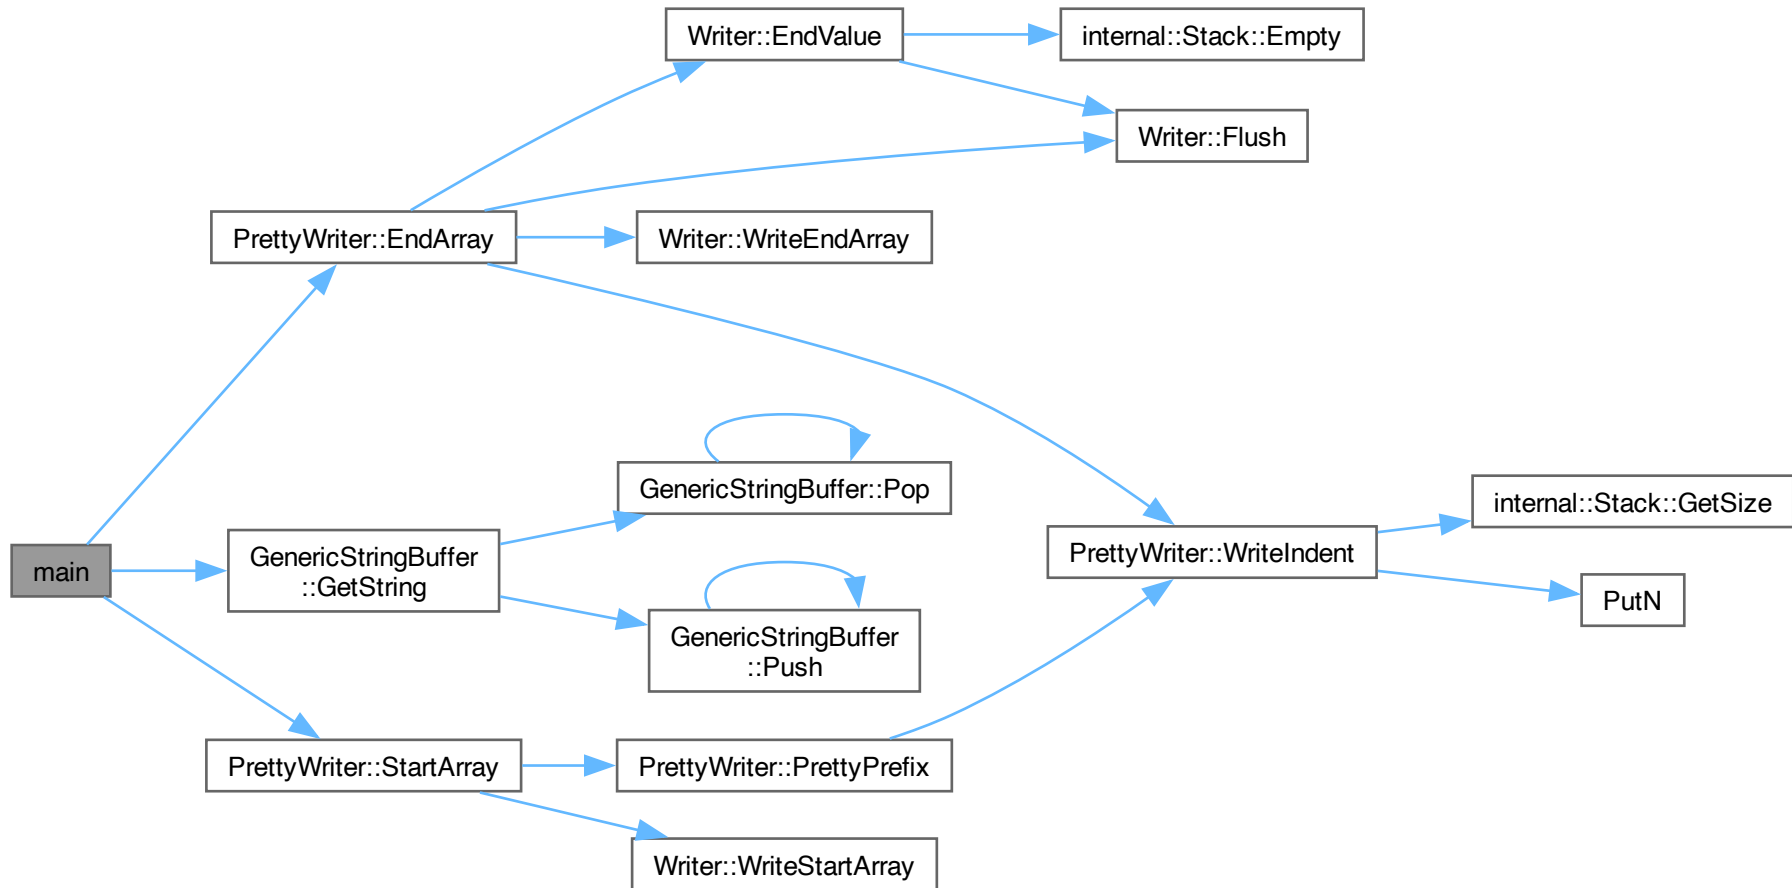 Writer::EndValue
internal::Stack::Empty
Writer::Flush
PrettyWriter::EndArray
Writer::WriteEndArray
GenericStringBuffer::Pop
internal::Stack::GetSize
PrettyWriter::WriteIndent
main
GenericStringBuffer
::GetString
PutN
GenericStringBuffer
::Push
PrettyWriter::StartArray
PrettyWriter::PrettyPrefix
Writer::WriteStartArray